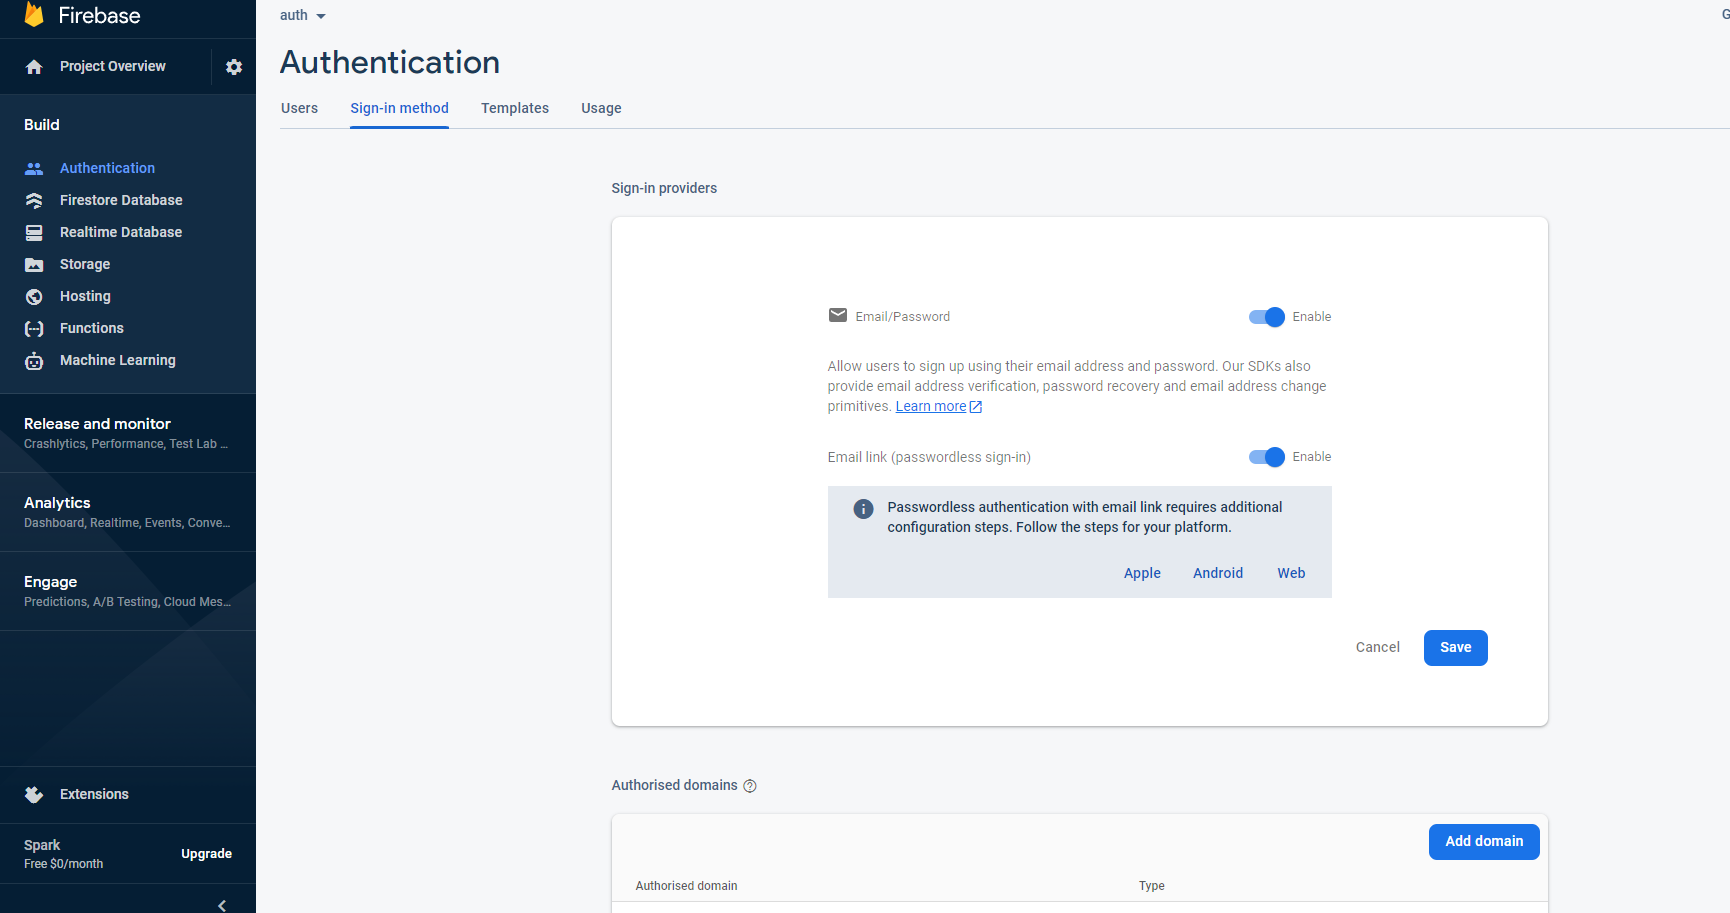 Firebase
Project Overview
Build
Authentication
Firestore Database
Realtime Database
Storage
Hosting
Functions
Machine Learning
Release and monitor
Crashlytics, Performance, Test Lab ...
Analytics
Dashboard, Realtime, Events, Conve...
Engage
Predictions, A/B Testing, Cloud Mes...
Extensions
Spark
Free $0/month
Upgrade
auth
G
Authentication
Users Sign-in method Templates Usage
Sign-in providers
Email/Password Enable
Allow users to sign up using their email address and password. Our SDKs also
provide email address verification, password recovery and email address change
primitives. Learn more
Email link (passwordless sign-in) Enable
Passwordless authentication with email link requires additional
configuration steps. Follow the steps for your platform.
Apple Android Web
Cancel Save
Authorised domains
Add domain
Authorised domain Type